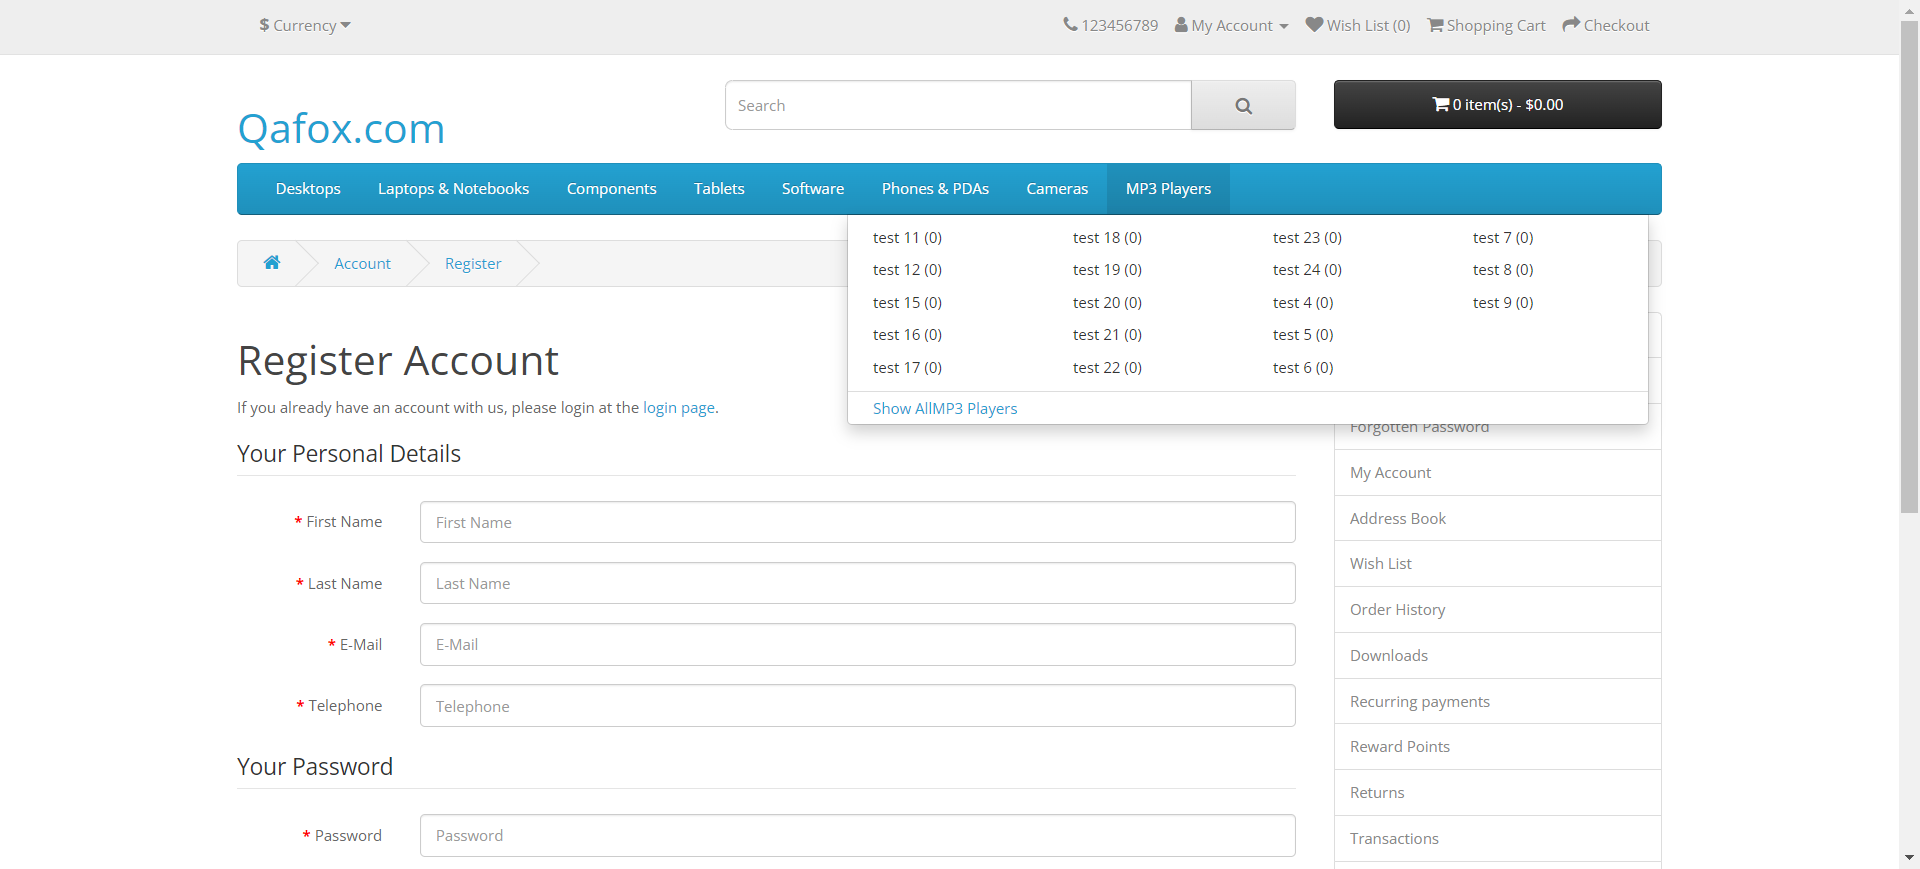 $ Currency
123456789 My Account Wish List (0) Shopping Cart Checkout
Qafox.com
Search
0 item(s) - $0.00
Desktops Laptops & Notebooks Components Tablets Software Phones & PDAs Cameras MP3 Players
test 11 (0) test 18 (0) test 23 (0) test 7 (0)
test 12 (0) test 19 (0) test 24 (0) test 8 (0)
test 15 (0) test 20 (0) test 4 (0) test 9 (0)
test 16 (0) test 21 (0) test 5 (0)
test 17 (0) test 22 (0) test 6 (0)
Show AllMP3 Players
Account Register
Register Account
If you already have an account with us, please login at the login page.
Your Personal Details
* First Name First Name
* Last Name Last Name
* E-Mail E-Mail
* Telephone Telephone
Your Password
* Password Password
Forgotten Password
My Account
Address Book
Wish List
Order History
Downloads
Recurring payments
Reward Points
Returns
Transactions